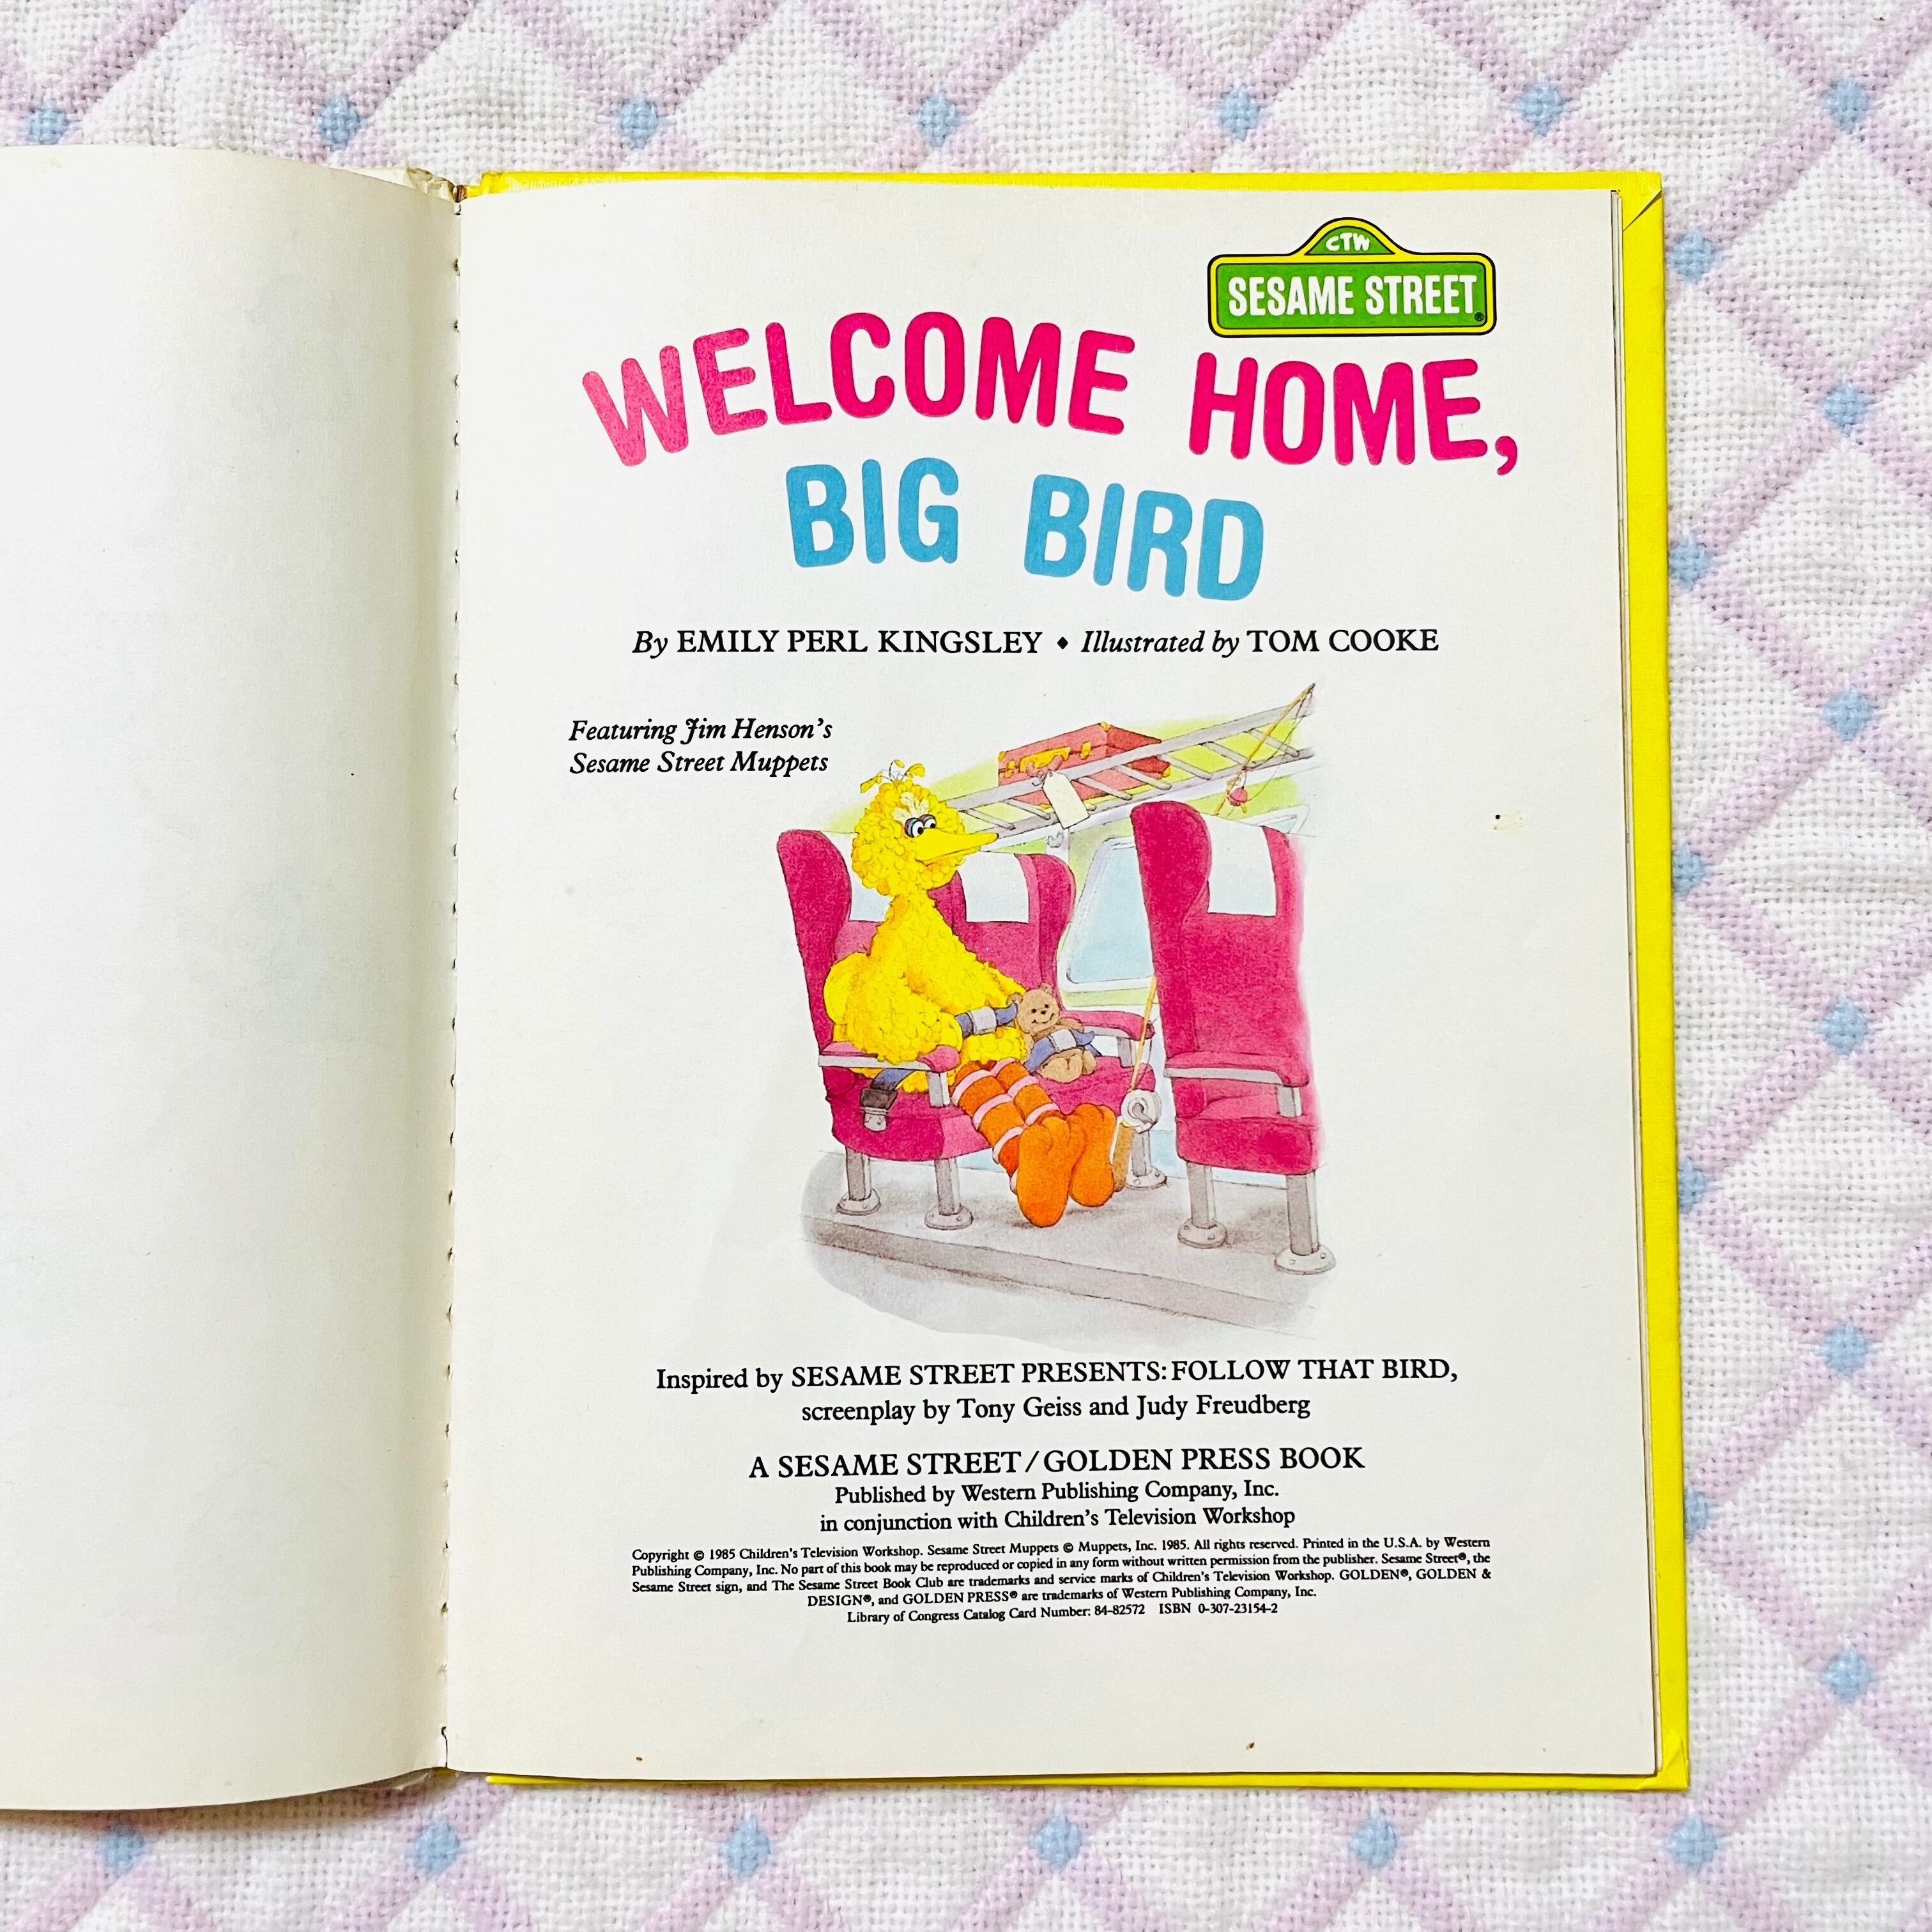 CTW
SESAME STREET®
WELCOME HOME,
BIG BIRD
By EMILY PERL KINGSLEY ◆ Illustrated by TOM COOKE
Featuring Jim Henson's
Sesame Street Muppets
Inspired by SESAME STREET PRESENTS: FOLLOW THAT BIRD,
screenplay by Tony Geiss and Judy Freudberg
A SESAME STREET/GOLDEN PRESS BOOK
Published by Western Publishing Company, Inc.
in conjunction with Children's Television Workshop
Copyright © 1985 Children's Television Workshop. Sesame Street Muppets © Muppets, Inc. 1985. All rights reserved. Printed in the U.S.A. by Western
Publishing Company, Inc. No part of this book may be reproduced or copied in any form without written permission from the publisher. Sesame Street®, the
Sesame Street sign, and The Sesame Street Book Club are trademarks and service marks of Children's Television Workshop. GOLDEN®, GOLDEN &
DESIGN®, and GOLDEN PRESS® are trademarks of Western Publishing Company, Inc.
Library of Congress Catalog Card Number: 84-82572 ISBN 0-307-23154-2